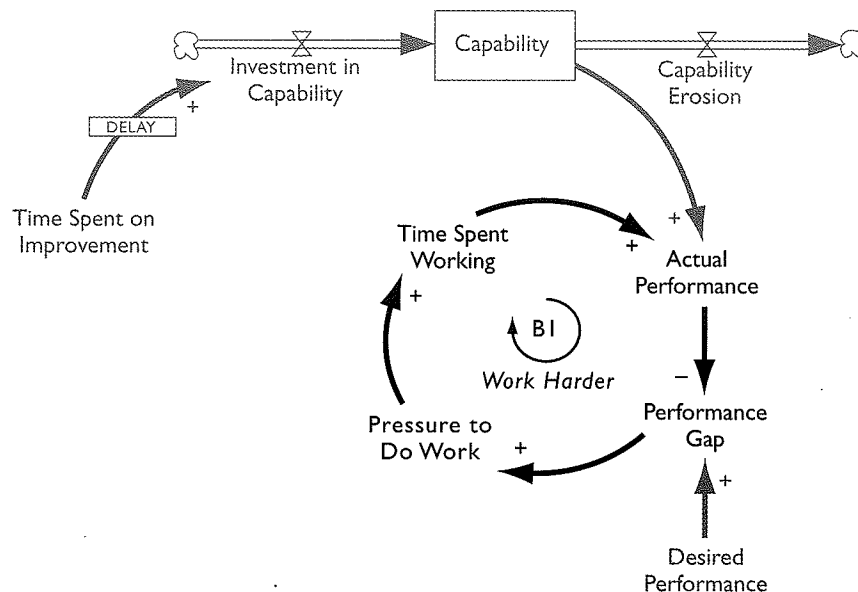 Capability
Investment in
Capability
Capability
Erosion
+
DELAY
Time Spent on
Improvement
Time Spent
Working
+
+
Actual
Performance
+
B1
Work Harder
−
Performance
Gap
Pressure to
Do Work
+
+
Desired
Performance